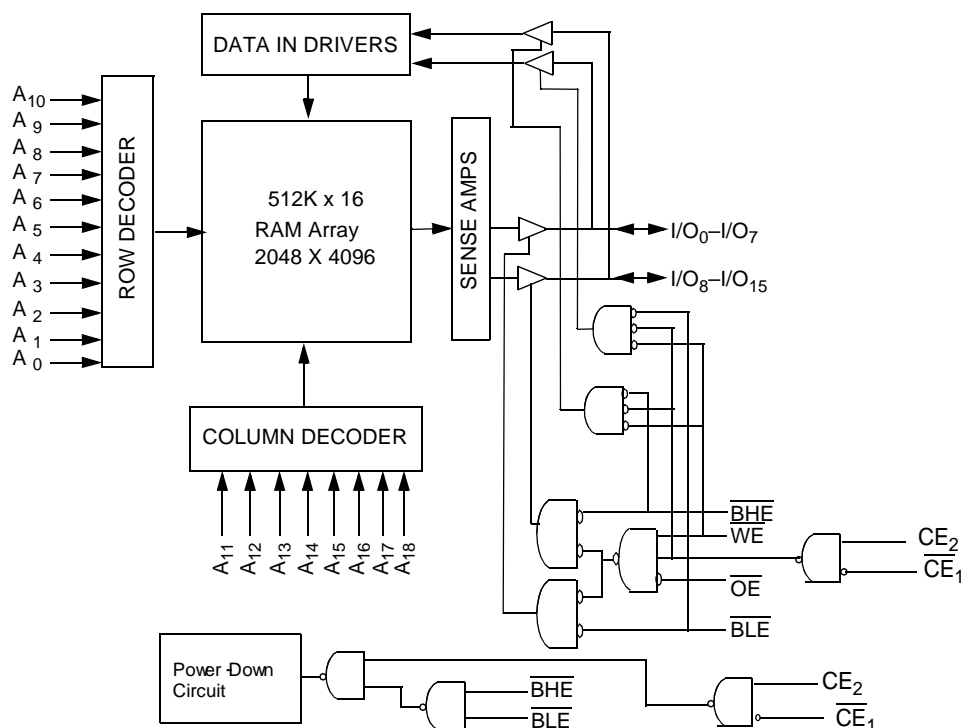 DATA IN DRIVERS
A10
A9
A8
A7
A6
A5
A4
A3
A2
A1
A0
ROW DECODER
512K x 16
RAM Array
2048 X 4096
SENSE AMPS
I/O0–I/O7
I/O8–I/O15
COLUMN DECODER
A11
A12
A13
A14
A15
A16
A17
A18
BHE
WE
OE
BLE
CE2
CE1
Power-Down
Circuit
BHE
BLE
CE2
CE1